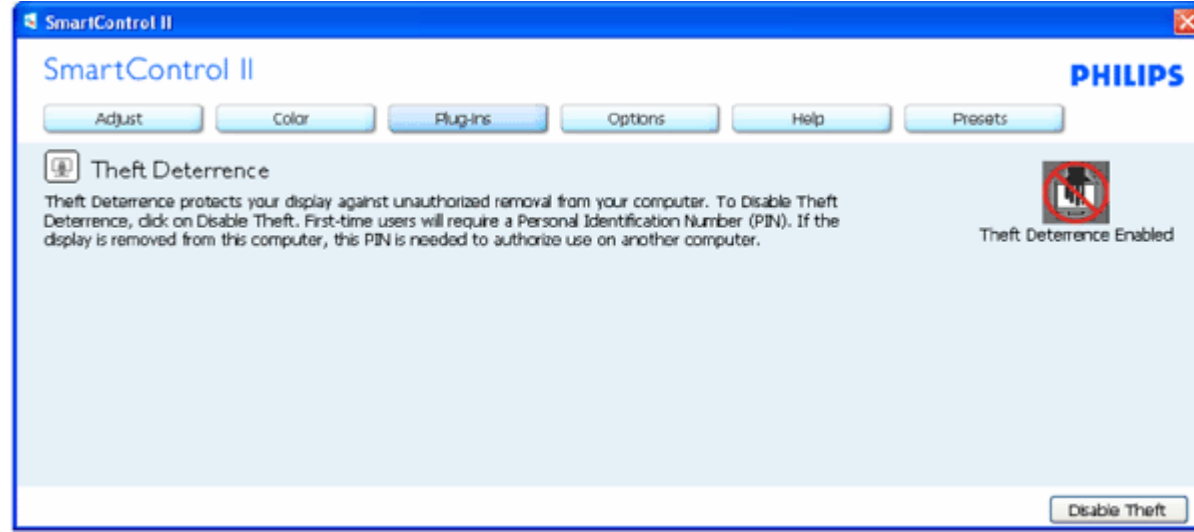 SmartControl II
SmartControl II
PHILIPS
Adjust Color Plug-Ins Options Help Presets
Theft Deterrence
Theft Deterrence protects your display against unauthorized removal from your computer. To Disable Theft
Deterrence, click on Disable Theft. First-time users will require a Personal Identification Number (PIN). If the
display is removed from this computer, this PIN is needed to authorize use on another computer.
Theft Deterrence Enabled
Disable Theft